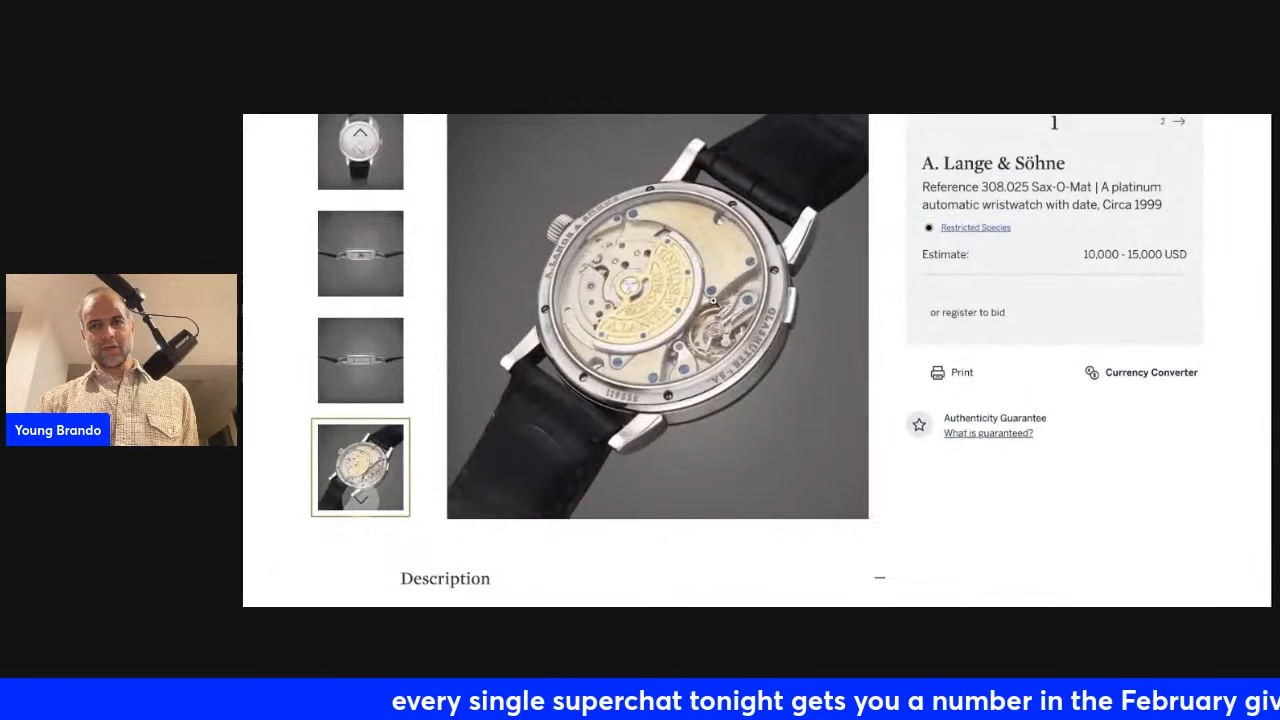 1
2 →
A. Lange & Söhne
Reference 308.025 Sax-O-Mat | A platinum
automatic wristwatch with date, Circa 1999
Restricted Species
Estimate: 10,000 - 15,000 USD
or register to bid
Print
Currency Converter
Authenticity Guarantee
What is guaranteed?
Young Brando
Description
every single superchat tonight gets you a number in the February giv